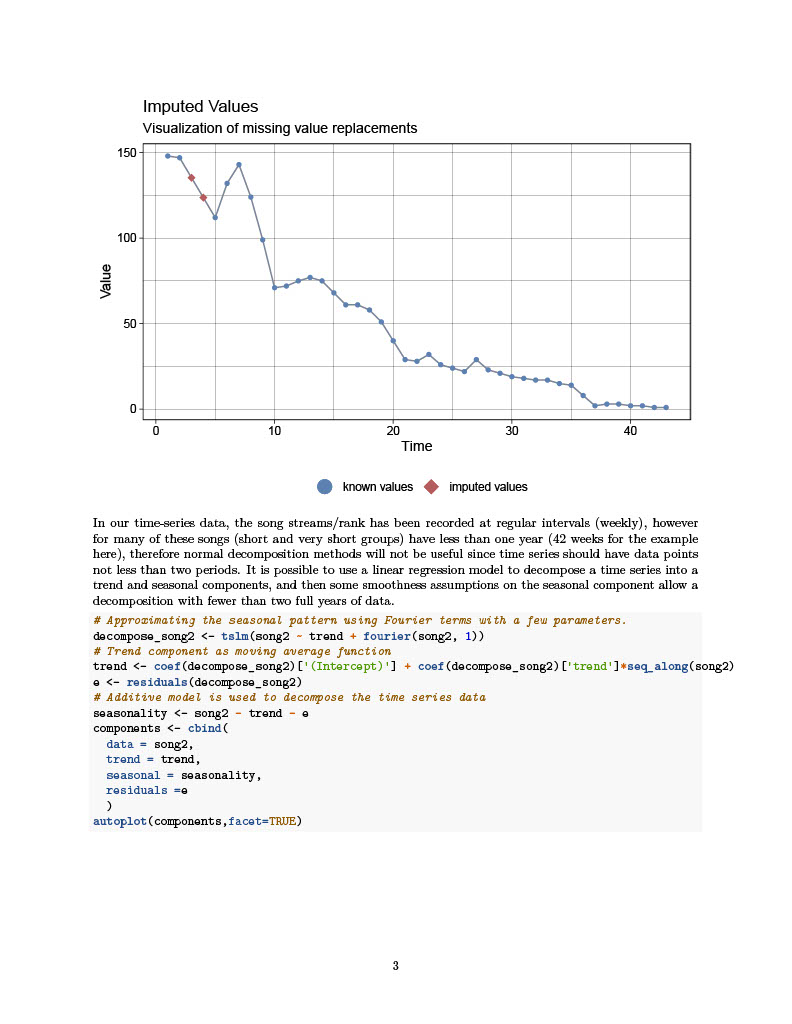 Imputed Values
Visualization of missing value replacements
150
100
50
0
Value
0 10 20 30 40
Time
known values imputed values
In our time-series data, the song streams/rank has been recorded at regular intervals (weekly), however
for many of these songs (short and very short groups) have less than one year (42 weeks for the example
here), therefore normal decomposition methods will not be useful since time series should have data points
not less than two periods. It is possible to use a linear regression model to decompose a time series into a
trend and seasonal components, and then some smoothness assumptions on the seasonal component allow a
decomposition with fewer than two full years of data.
# Approximating the seasonal pattern using Fourier terms with a few parameters.
decompose_song2 <- tslm(song2 ~ trend + fourier(song2, 1))
# Trend component as moving average function
trend <- coef(decompose_song2)['(Intercept)'] + coef(decompose_song2)['trend']*seq_along(song2)
e <- residuals(decompose_song2)
# Additive model is used to decompose the time series data
seasonality <- song2 - trend - e
components <- cbind(
  data = song2,
  trend = trend,
  seasonal = seasonality,
  residuals =e
  )
autoplot(components,facet=TRUE)
3